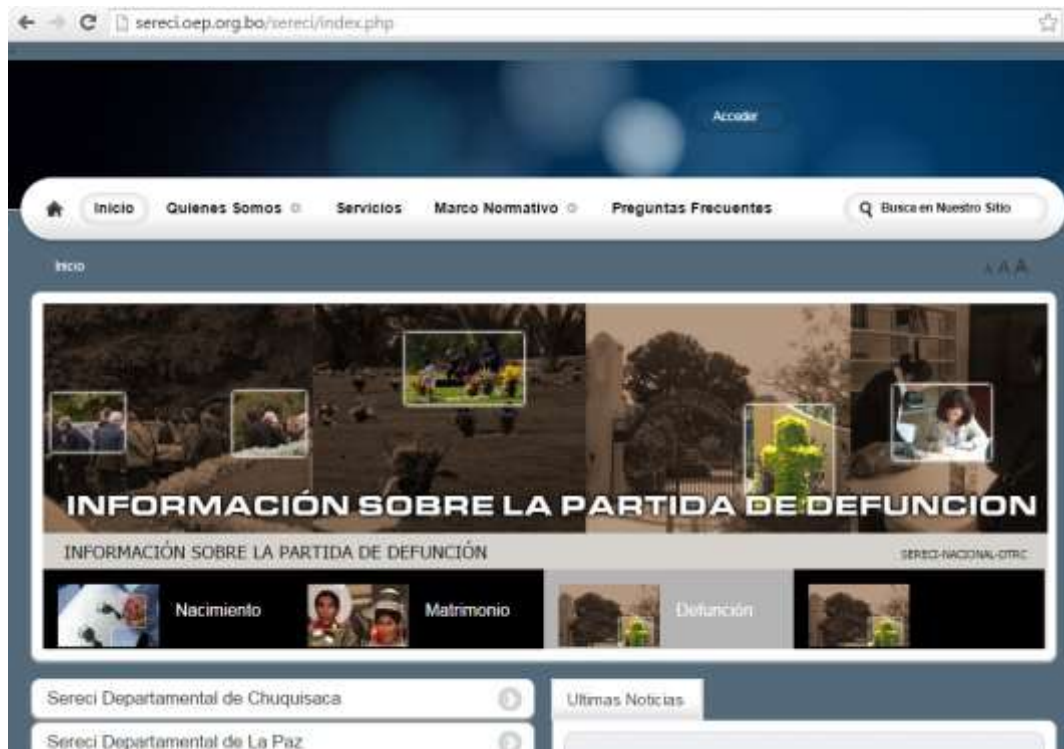 sereci.oep.org.bo/sereci/index.php
Acceder
Inicio Quienes Somos Servicios Marco Normativo Preguntas Frecuentes Busca en Nuestro Sitio
Inicio A A A
INFORMACIÓN SOBRE LA PARTIDA DE DEFUNCION
INFORMACIÓN SOBRE LA PARTIDA DE DEFUNCIÓN SERECI-NACIONAL-DTRC
Nacimiento Matrimonio Defunción
Sereci Departamental de Chuquisaca
Ultimas Noticias
Sereci Departamental de La Paz